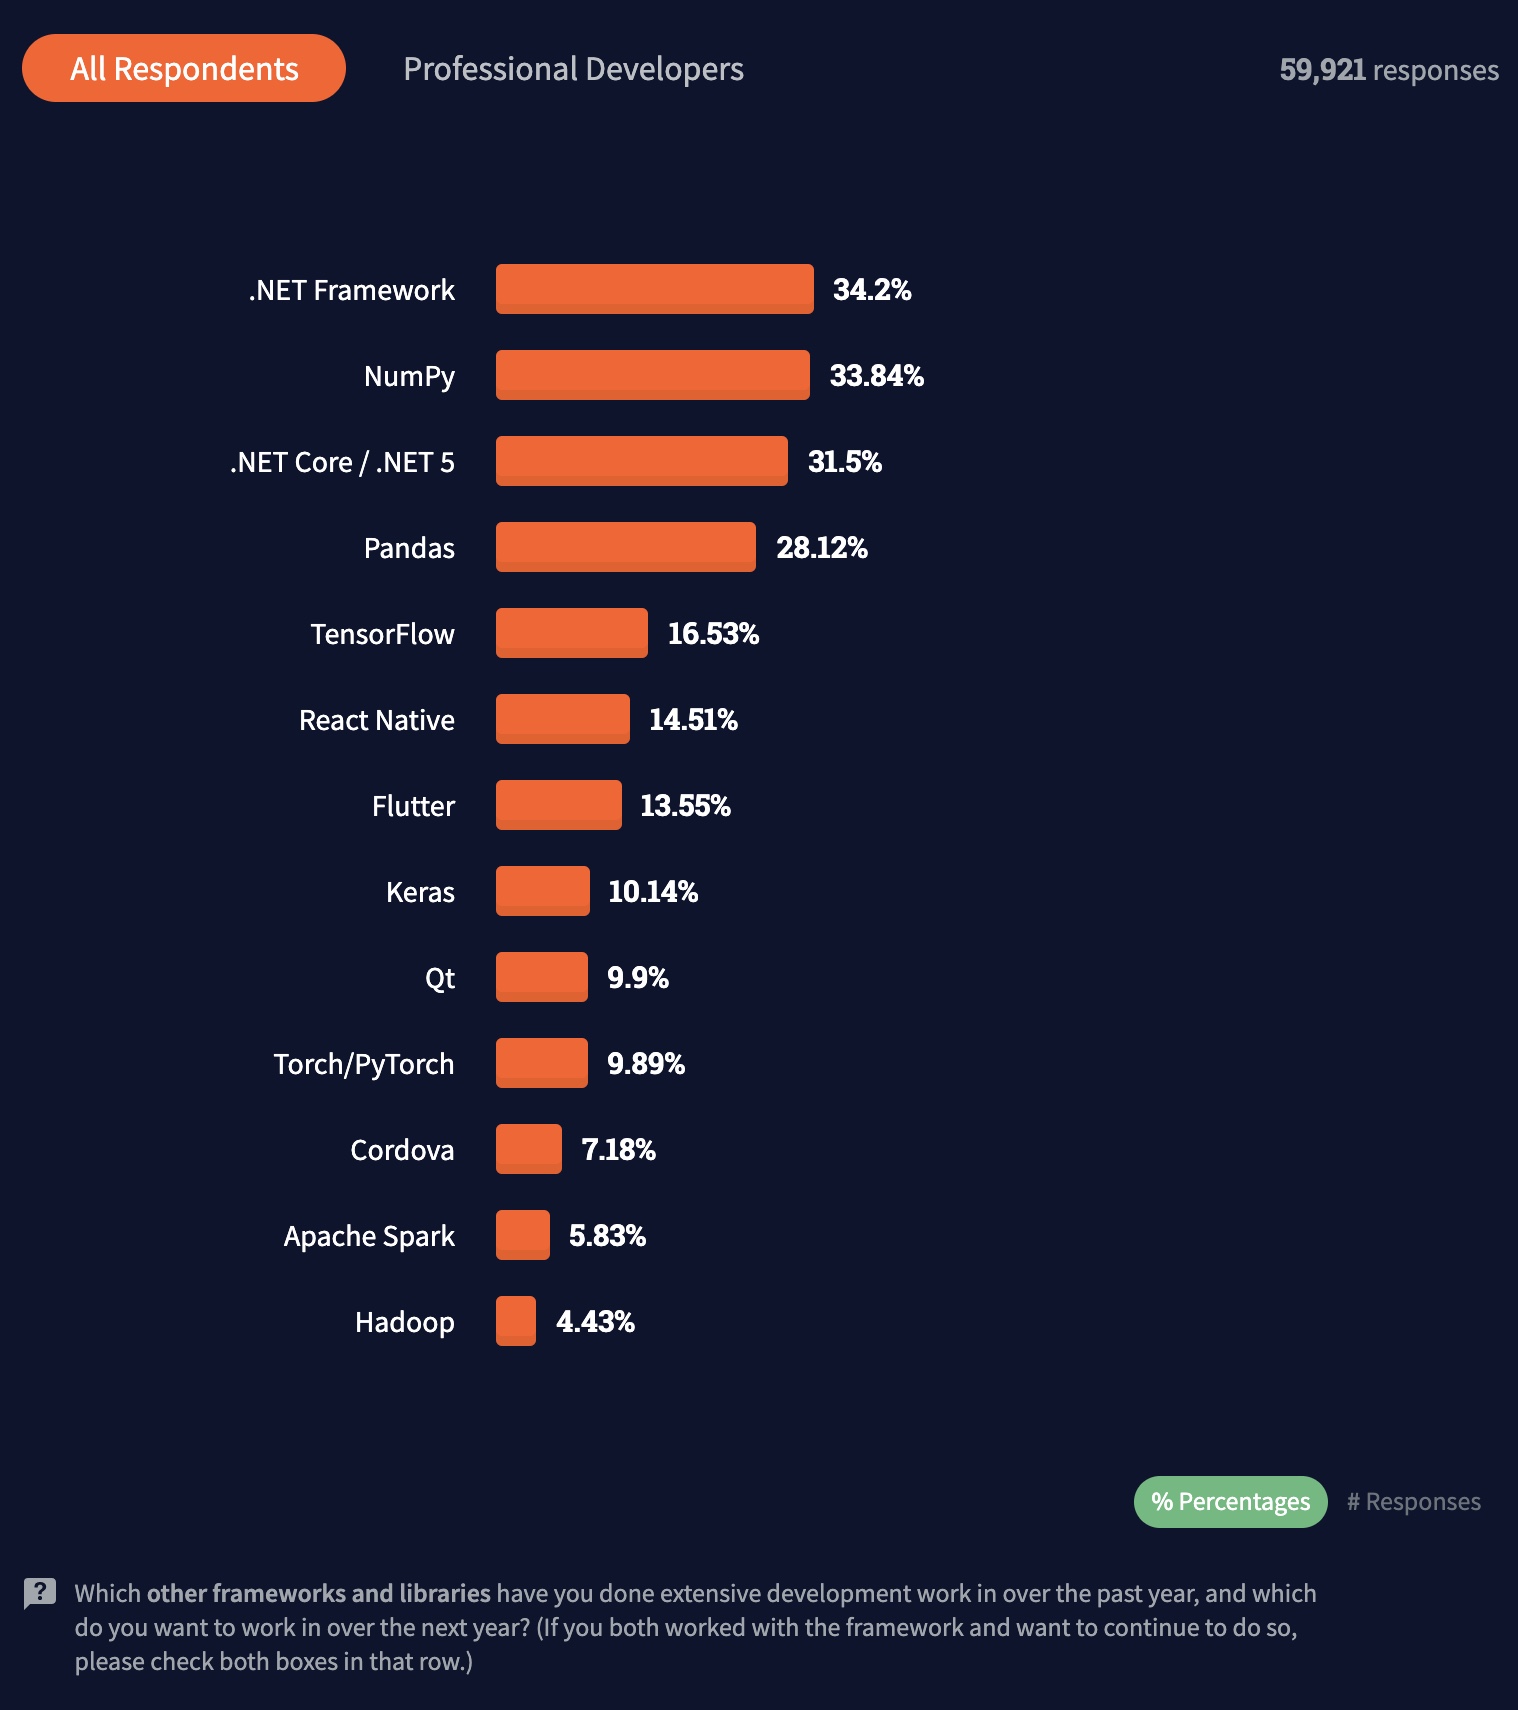 All Respondents Professional Developers 59,921 responses
.NET Framework 34.2%
NumPy 33.84%
.NET Core / .NET 5 31.5%
Pandas 28.12%
TensorFlow 16.53%
React Native 14.51%
Flutter 13.55%
Keras 10.14%
Qt 9.9%
Torch/PyTorch 9.89%
Cordova 7.18%
Apache Spark 5.83%
Hadoop 4.43%
% Percentages # Responses
? Which other frameworks and libraries have you done extensive development work in over the past year, and which
do you want to work in over the next year? (If you both worked with the framework and want to continue to do so,
please check both boxes in that row.)